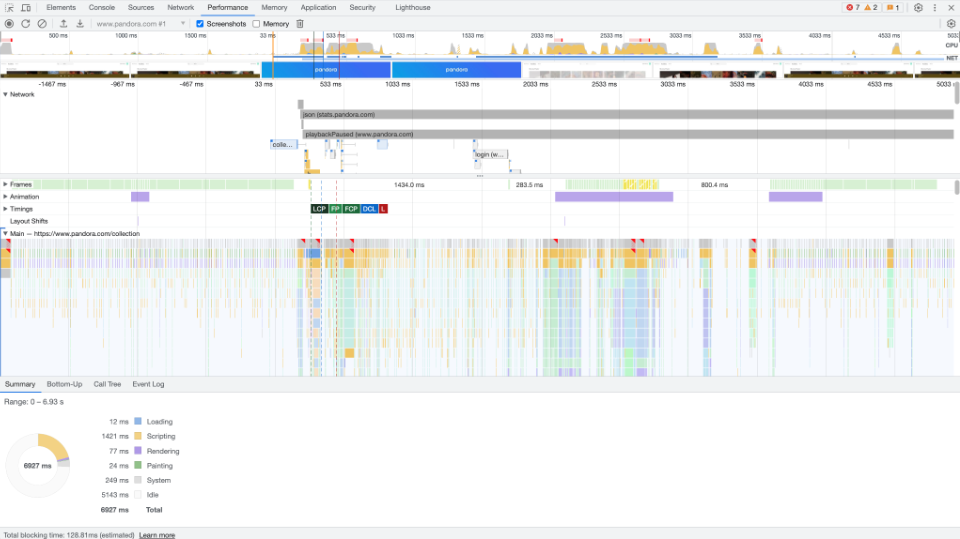 Elements Console Sources Network Performance Memory Application Security Lighthouse 7 2 1
www.pandora.com #1 Screenshots Memory
500 ms 1000 ms 1500 ms 33 ms 533 ms 1033 ms 1533 ms 2033 ms 2533 ms 3033 ms 3533 ms 4033 ms 4533 ms 5033
CPU
NET
pandora pandora
-1467 ms -967 ms -467 ms 33 ms 533 ms 1033 ms 1533 ms 2033 ms 2533 ms 3033 ms 3533 ms 4033 ms 4533 ms 5033 ms
Network
json (stats.pandora.com)
playbackPaused (www.pandora.com)
colle...
login (w...
Frames 1434.0 ms 283.5 ms 800.4 ms
Animation
Timings LCP FP FCP DCL L
Layout Shifts
Main — https://www.pandora.com/collection
Summary Bottom-Up Call Tree Event Log
Range: 0 – 6.93 s
12 ms Loading
1421 ms Scripting
77 ms Rendering
24 ms Painting
249 ms System
5143 ms Idle
6927 ms Total
6927 ms
Total blocking time: 128.81ms (estimated) Learn more